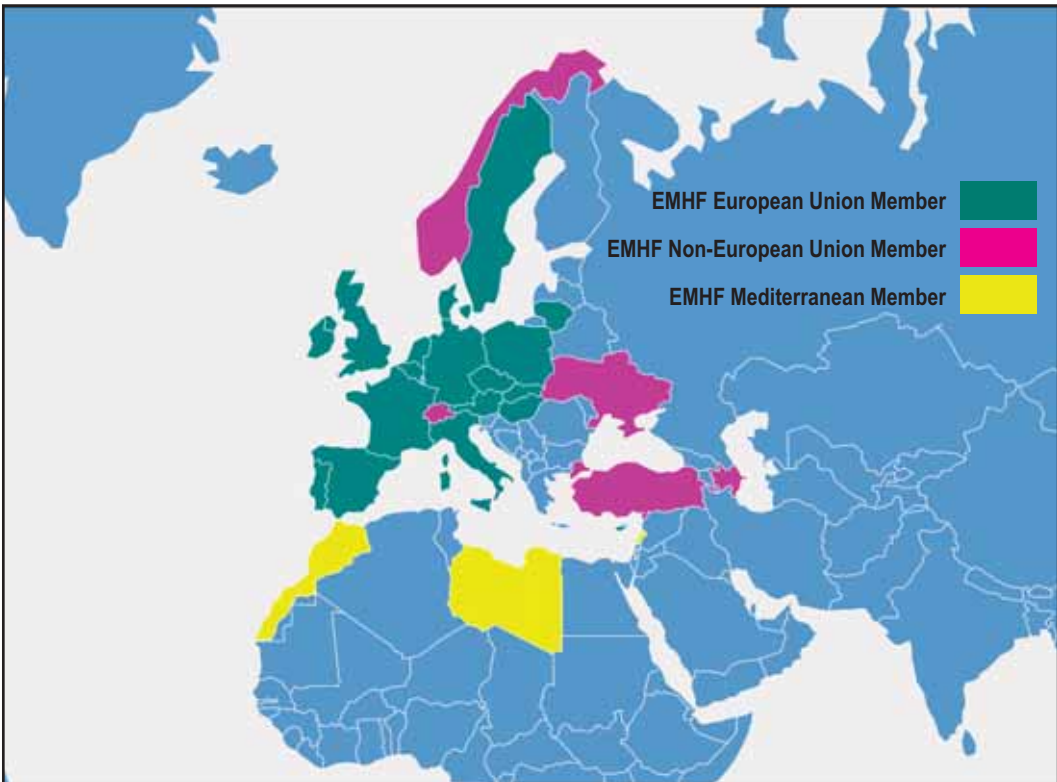 EMHF European Union Member
EMHF Non-European Union Member
EMHF Mediterranean Member